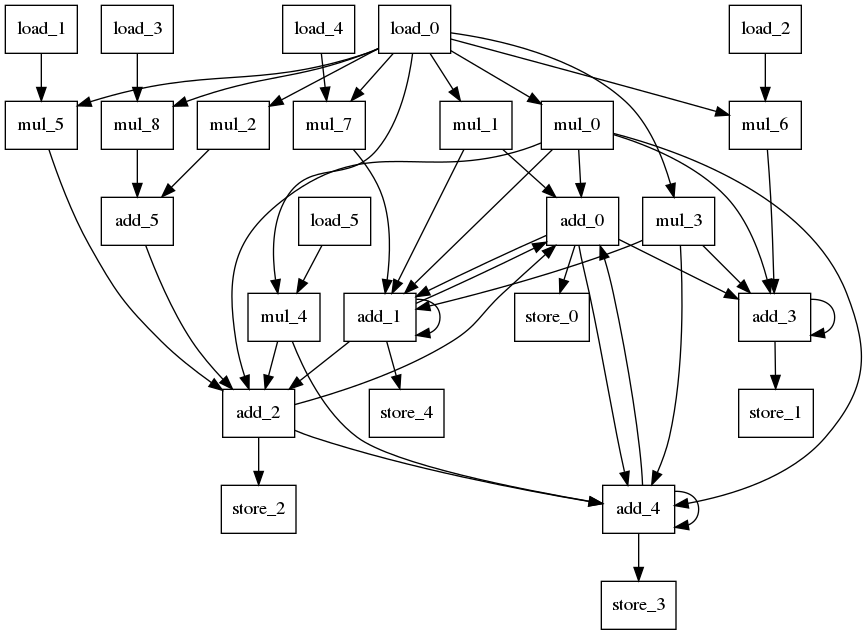 load_1
load_3
load_4
load_0
load_2
mul_5
mul_8
mul_2
mul_7
mul_1
mul_0
mul_6
add_5
load_5
add_0
mul_3
mul_4
add_1
store_0
add_3
add_2
store_4
store_1
store_2
add_4
store_3